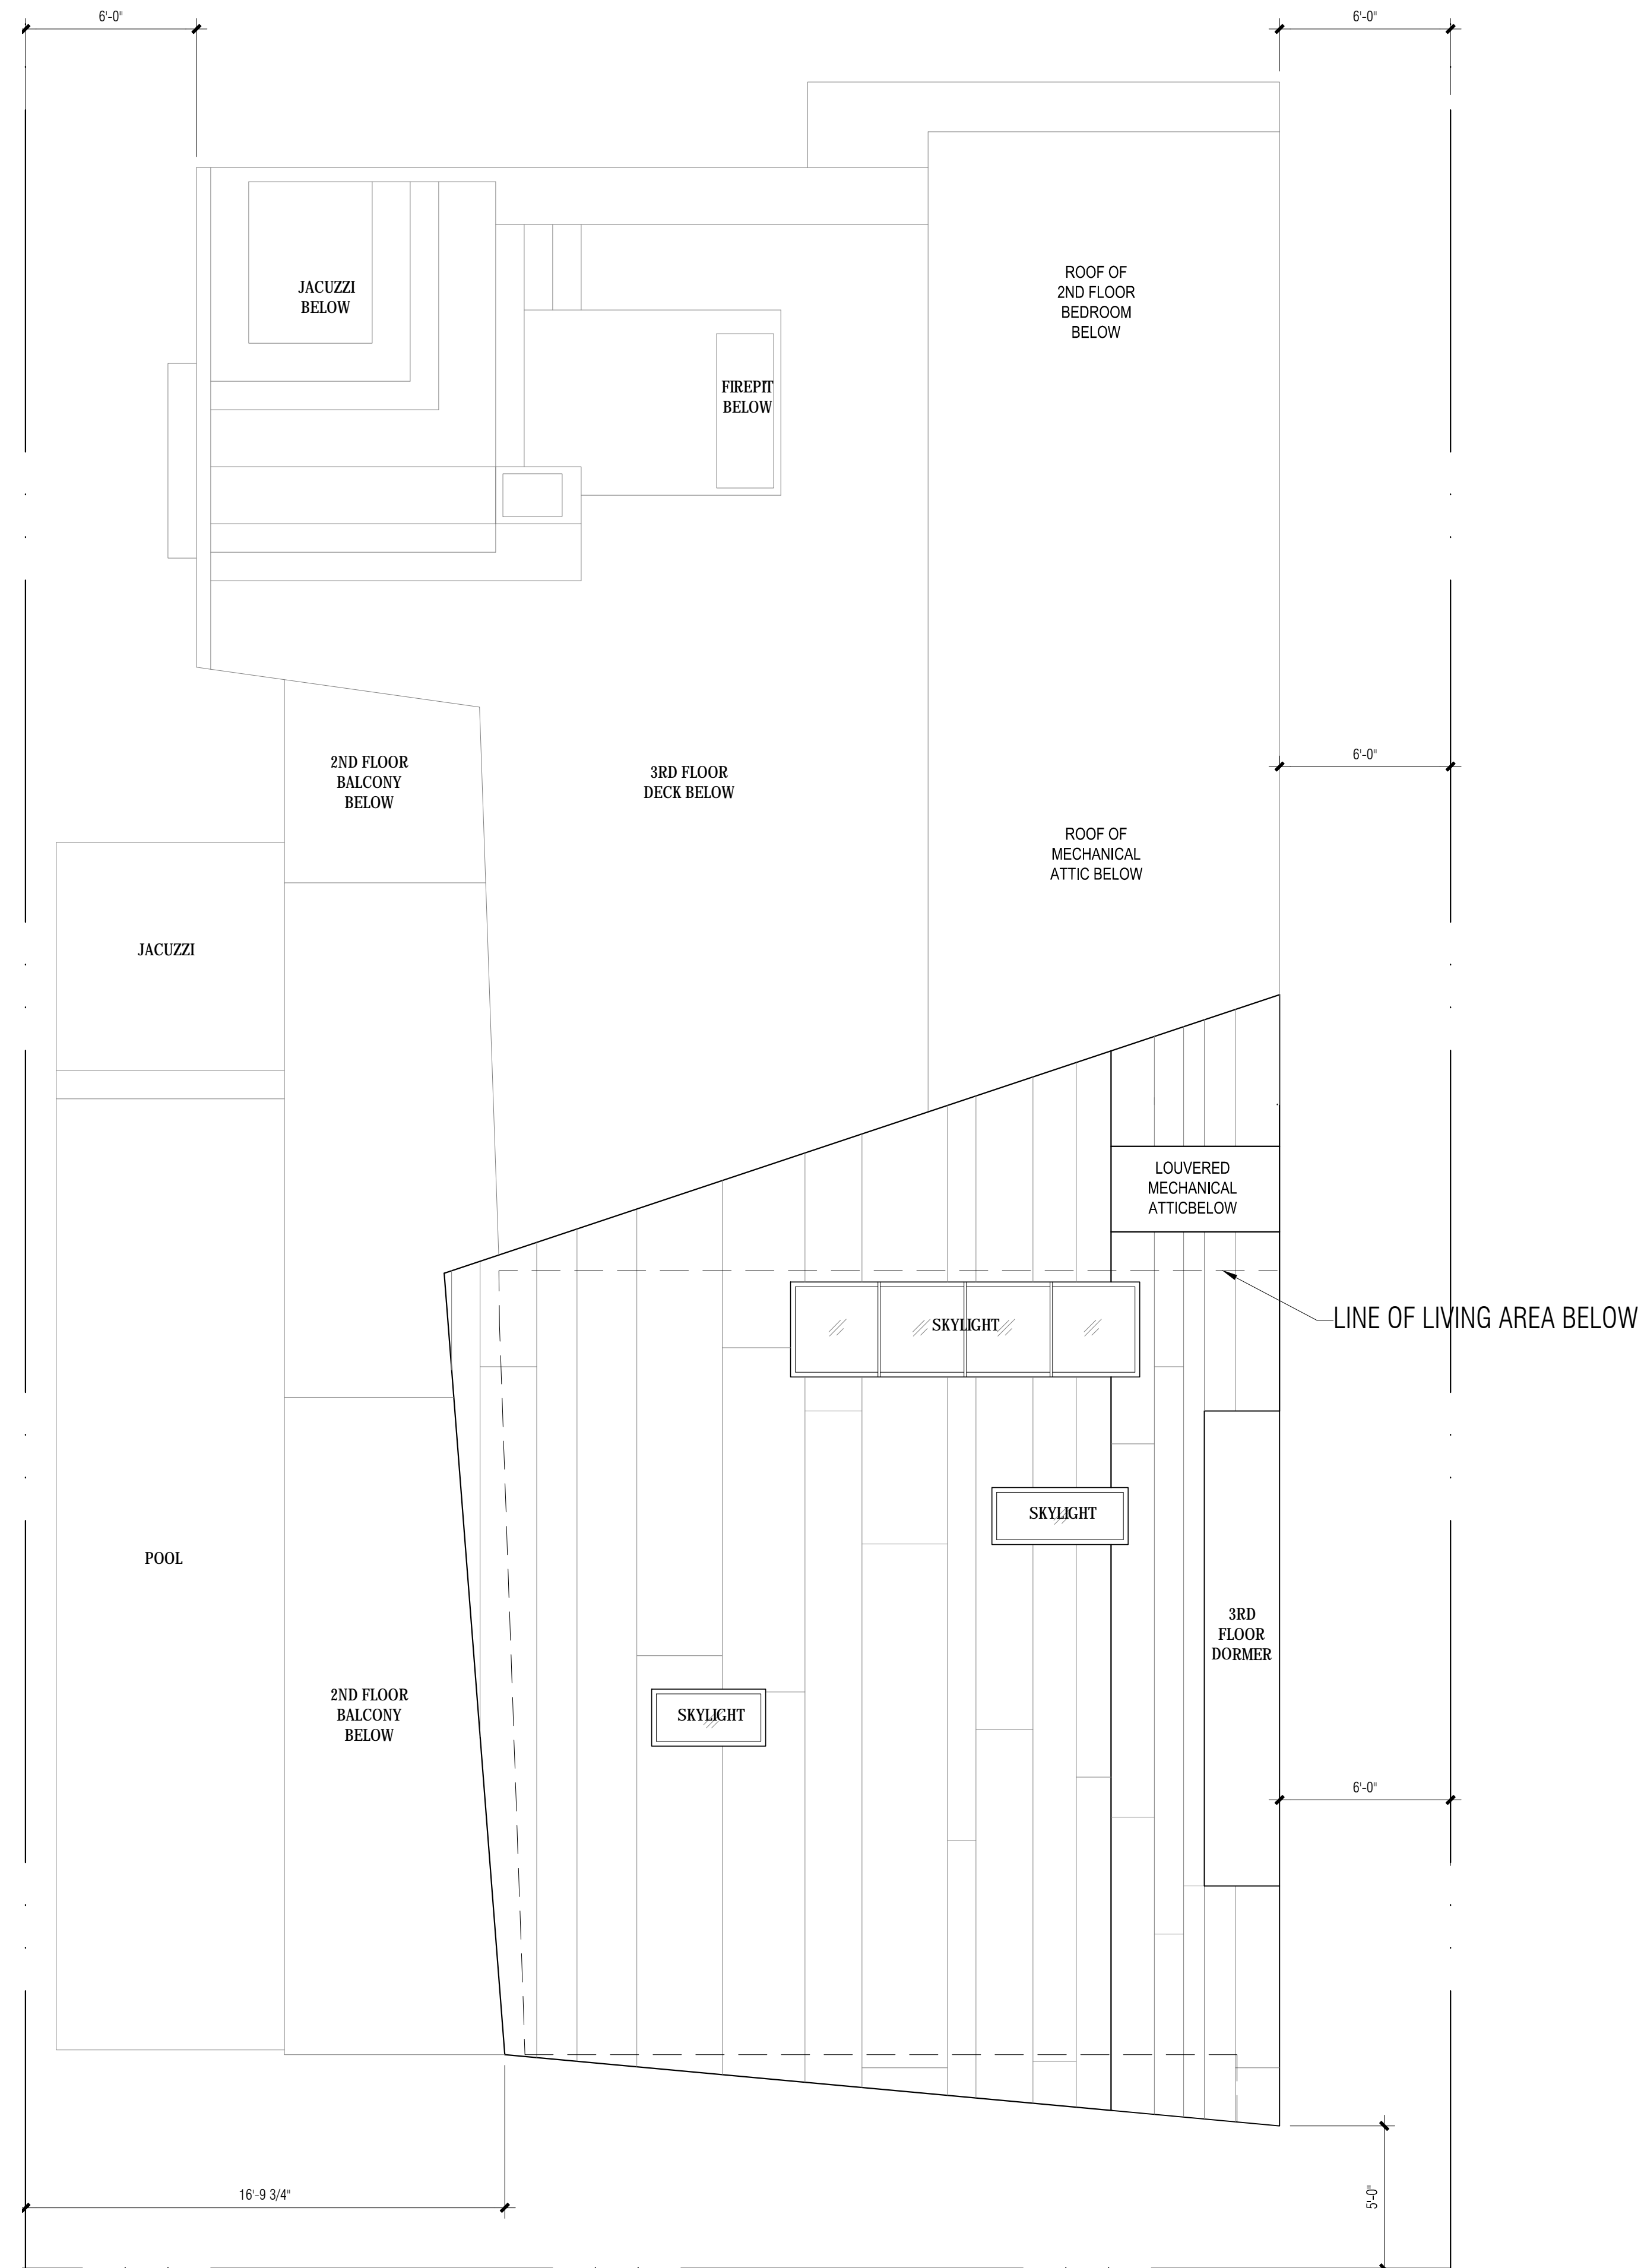 6'-0"
6'-0"
JACUZZI
BELOW
ROOF OF
2ND FLOOR
BEDROOM
BELOW
FIREPIT
BELOW
2ND FLOOR
BALCONY
BELOW
3RD FLOOR
DECK BELOW
6'-0"
ROOF OF
MECHANICAL
ATTIC BELOW
JACUZZI
LOUVERED
MECHANICAL
ATTICBELOW
LINE OF LIVING AREA BELOW
SKYLIGHT
SKYLIGHT
POOL
3RD
FLOOR
DORMER
2ND FLOOR
BALCONY
BELOW
SKYLIGHT
6'-0"
16'-9 3/4"
5'-0"